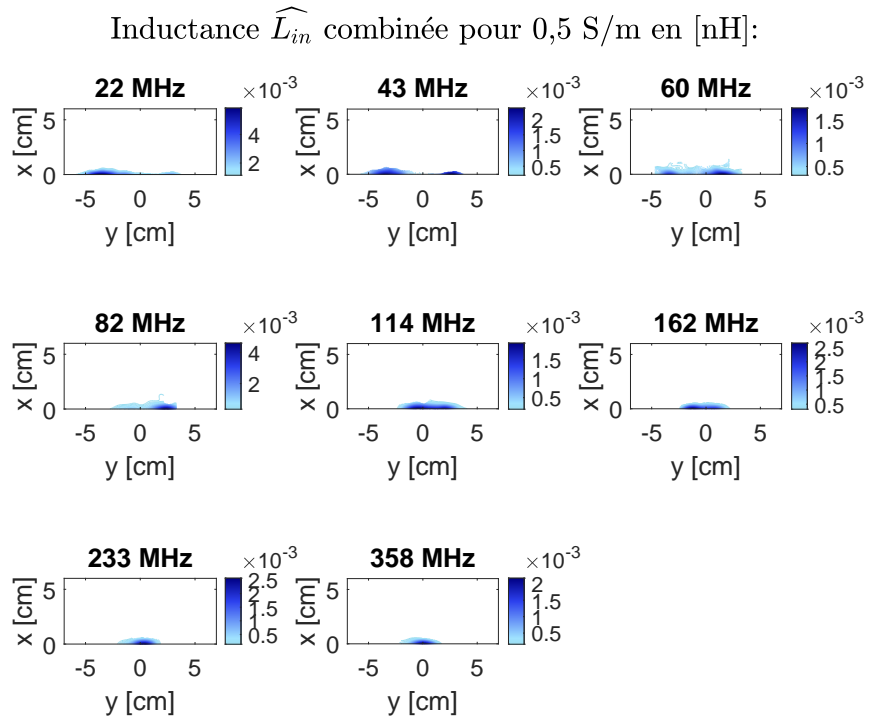 Inductance $\widehat{L_{in}}$ combinée pour 0,5 S/m en [nH]:
22 MHz
×10⁻³
x [cm]
5
0
-5 0 5
y [cm]
4
2
43 MHz
×10⁻³
x [cm]
5
0
-5 0 5
y [cm]
2
1.5
1
0.5
60 MHz
×10⁻³
x [cm]
5
0
-5 0 5
y [cm]
1.5
1
0.5
82 MHz
×10⁻³
x [cm]
5
0
-5 0 5
y [cm]
4
2
114 MHz
×10⁻³
x [cm]
5
0
-5 0 5
y [cm]
1.5
1
0.5
162 MHz
×10⁻³
x [cm]
5
0
-5 0 5
y [cm]
2.5
2
1.5
1
0.5
233 MHz
×10⁻³
x [cm]
5
0
-5 0 5
y [cm]
2.5
2
1.5
1
0.5
358 MHz
×10⁻³
x [cm]
5
0
-5 0 5
y [cm]
2
1.5
1
0.5